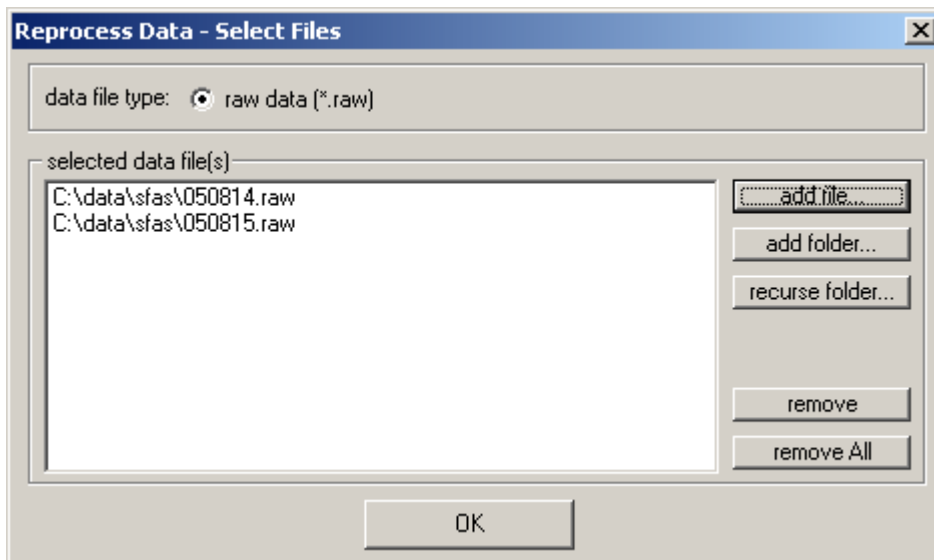 Reprocess Data - Select Files
data file type: raw data (*.raw)
selected data file(s)
C:\data\sfas\050814.raw
C:\data\sfas\050815.raw
add file...
add folder...
recurse folder...
remove
remove All
OK